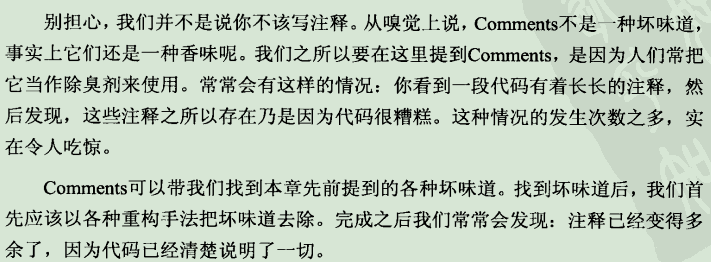 别担心，我们并不是说你不该写注释。从嗅觉上说，Comments不是一种坏味道，
事实上它们还是一种香味呢。我们之所以要在这里提到Comments，是因为人们常把
它当作除臭剂来使用。常常会有这样的情况：你看到一段代码有着长长的注释，然
后发现，这些注释之所以存在乃是因为代码很糟糕。这种情况的发生次数之多，实
在令人吃惊。
Comments可以带我们找到本章先前提到的各种坏味道。找到坏味道后，我们首
先应该以各种重构手法把坏味道去除。完成之后我们常常会发现：注释已经变得多
余了，因为代码已经清楚说明了一切。